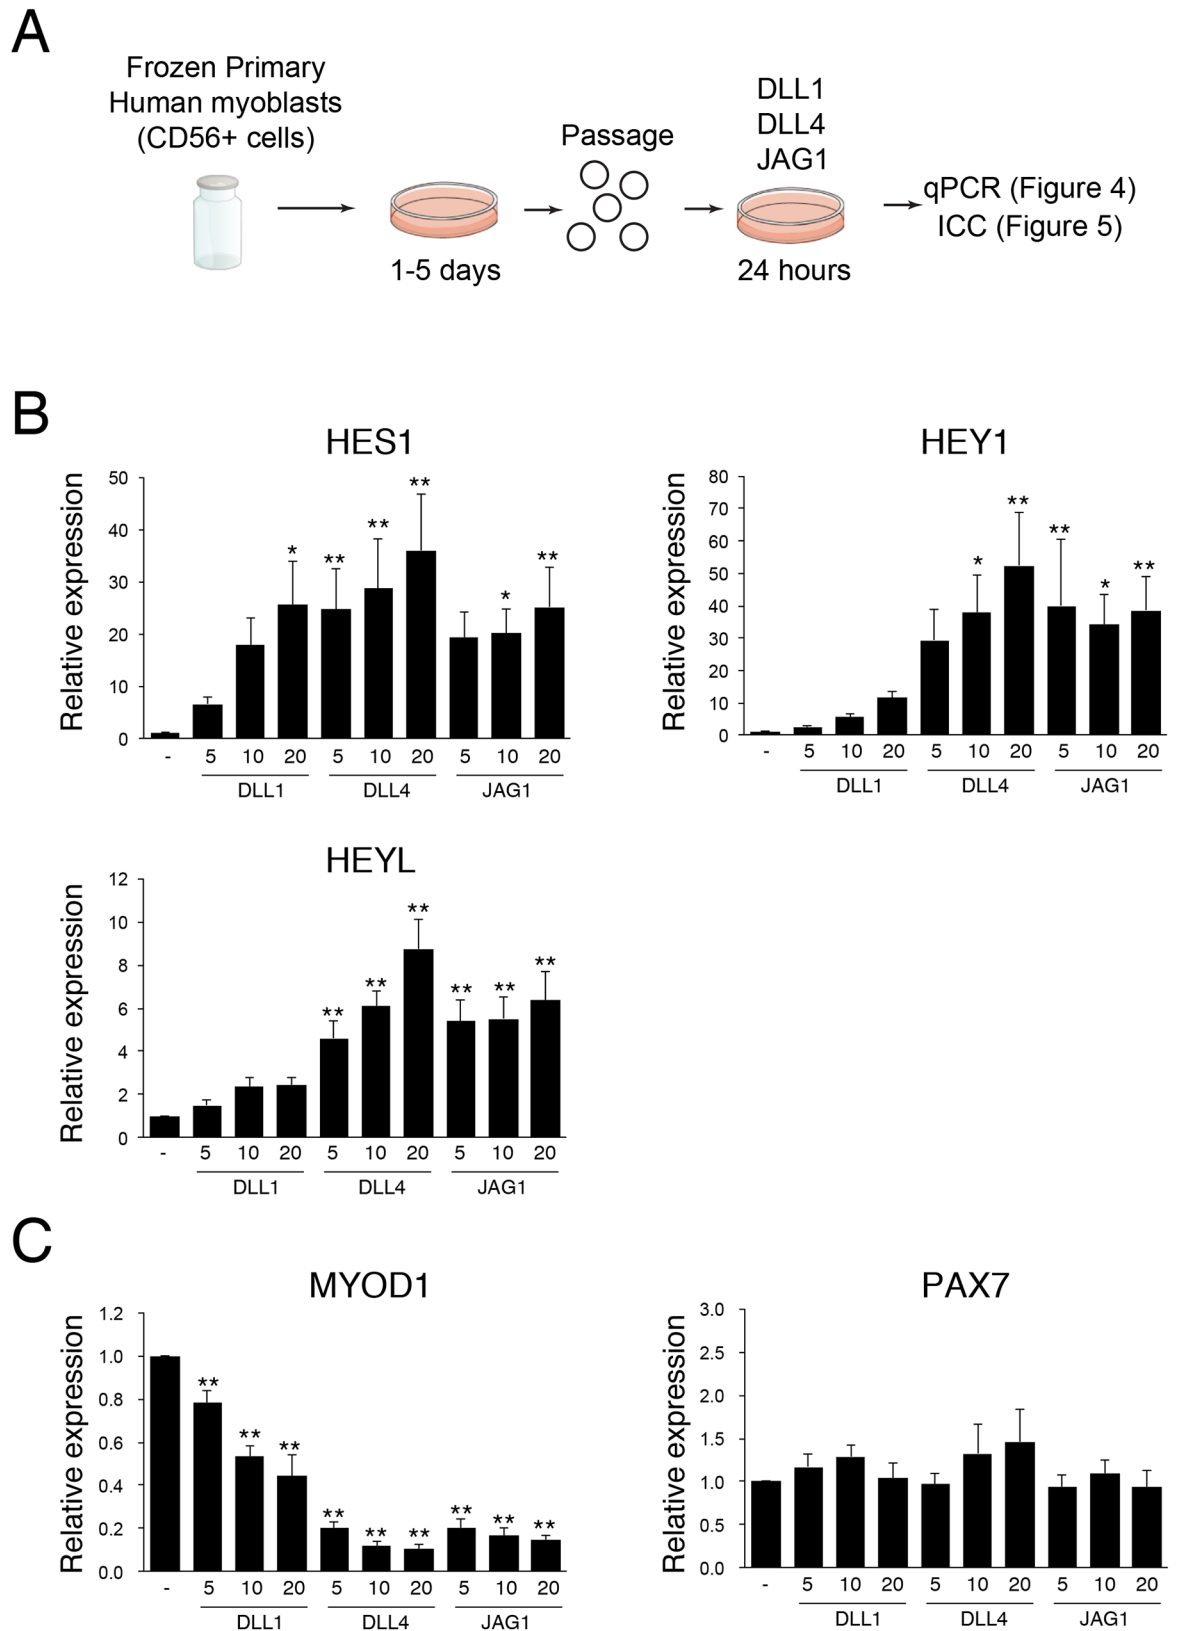 A
Frozen Primary
Human myoblasts
(CD56+ cells)
1-5 days
Passage
DLL1
DLL4
JAG1
24 hours
qPCR (Figure 4)
ICC (Figure 5)
B
HES1
Relative expression
50
40
30
20
10
0
* ** ** ** * **
- 5 10 20 5 10 20 5 10 20
DLL1 DLL4 JAG1
HEY1
Relative expression
80
70
60
50
40
30
20
10
0
* ** ** * **
- 5 10 20 5 10 20 5 10 20
DLL1 DLL4 JAG1
HEYL
Relative expression
12
10
8
6
4
2
0
** ** ** ** ** **
- 5 10 20 5 10 20 5 10 20
DLL1 DLL4 JAG1
C
MYOD1
Relative expression
1.2
1.0
0.8
0.6
0.4
0.2
0.0
** ** ** ** ** ** ** ** **
- 5 10 20 5 10 20 5 10 20
DLL1 DLL4 JAG1
PAX7
Relative expression
3.0
2.5
2.0
1.5
1.0
0.5
0.0
- 5 10 20 5 10 20 5 10 20
DLL1 DLL4 JAG1